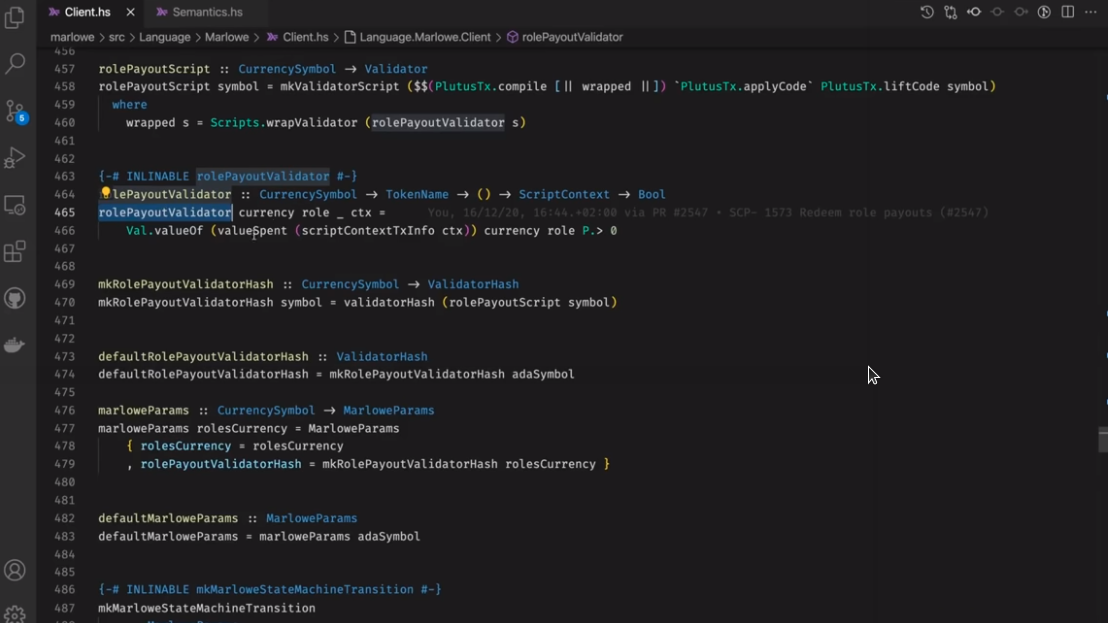 Client.hs Semantics.hs
marlowe > src > Language > Marlowe > Client.hs > Language.Marlowe.Client > rolePayoutValidator
456
457 rolePayoutScript :: CurrencySymbol → Validator
458 rolePayoutScript symbol = mkValidatorScript ($$(PlutusTx.compile [|| wrapped ||]) `PlutusTx.applyCode` PlutusTx.liftCode symbol)
459 where
460 wrapped s = Scripts.wrapValidator (rolePayoutValidator s)
461
462
463 {-# INLINABLE rolePayoutValidator #-}
464 lePayoutValidator :: CurrencySymbol → TokenName → () → ScriptContext → Bool
465 rolePayoutValidator currency role _ ctx = You, 16/12/20, 16:44.+02:00 via PR #2547 • SCP- 1573 Redeem role payouts (#2547)
466 Val.valueOf (valueSpent (scriptContextTxInfo ctx)) currency role P.> 0
467
468
469 mkRolePayoutValidatorHash :: CurrencySymbol → ValidatorHash
470 mkRolePayoutValidatorHash symbol = validatorHash (rolePayoutScript symbol)
471
472
473 defaultRolePayoutValidatorHash :: ValidatorHash
474 defaultRolePayoutValidatorHash = mkRolePayoutValidatorHash adaSymbol
475
476 marloweParams :: CurrencySymbol → MarloweParams
477 marloweParams rolesCurrency = MarloweParams
478 { rolesCurrency = rolesCurrency
479 , rolePayoutValidatorHash = mkRolePayoutValidatorHash rolesCurrency }
480
481
482 defaultMarloweParams :: MarloweParams
483 defaultMarloweParams = marloweParams adaSymbol
484
485
486 {-# INLINABLE mkMarloweStateMachineTransition #-}
487 mkMarloweStateMachineTransition
5